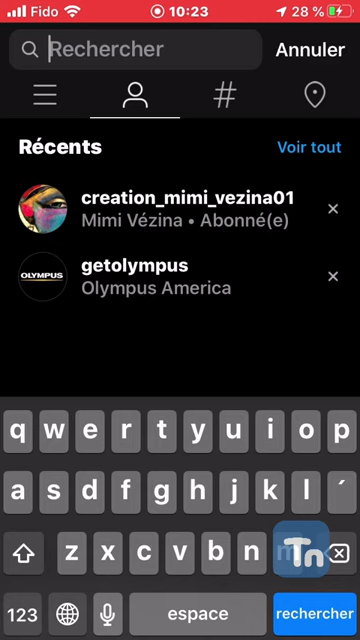 Fido 10:23 28 %
Rechercher Annuler
#
Récents Voir tout
creation_mimi_vezina01
Mimi Vézina • Abonné(e)
OLYMPUS
getolympus
Olympus America
q w e r t y u i o p
a s d f g h j k l ´
z x c v b n m Tn
123 espace rechercher